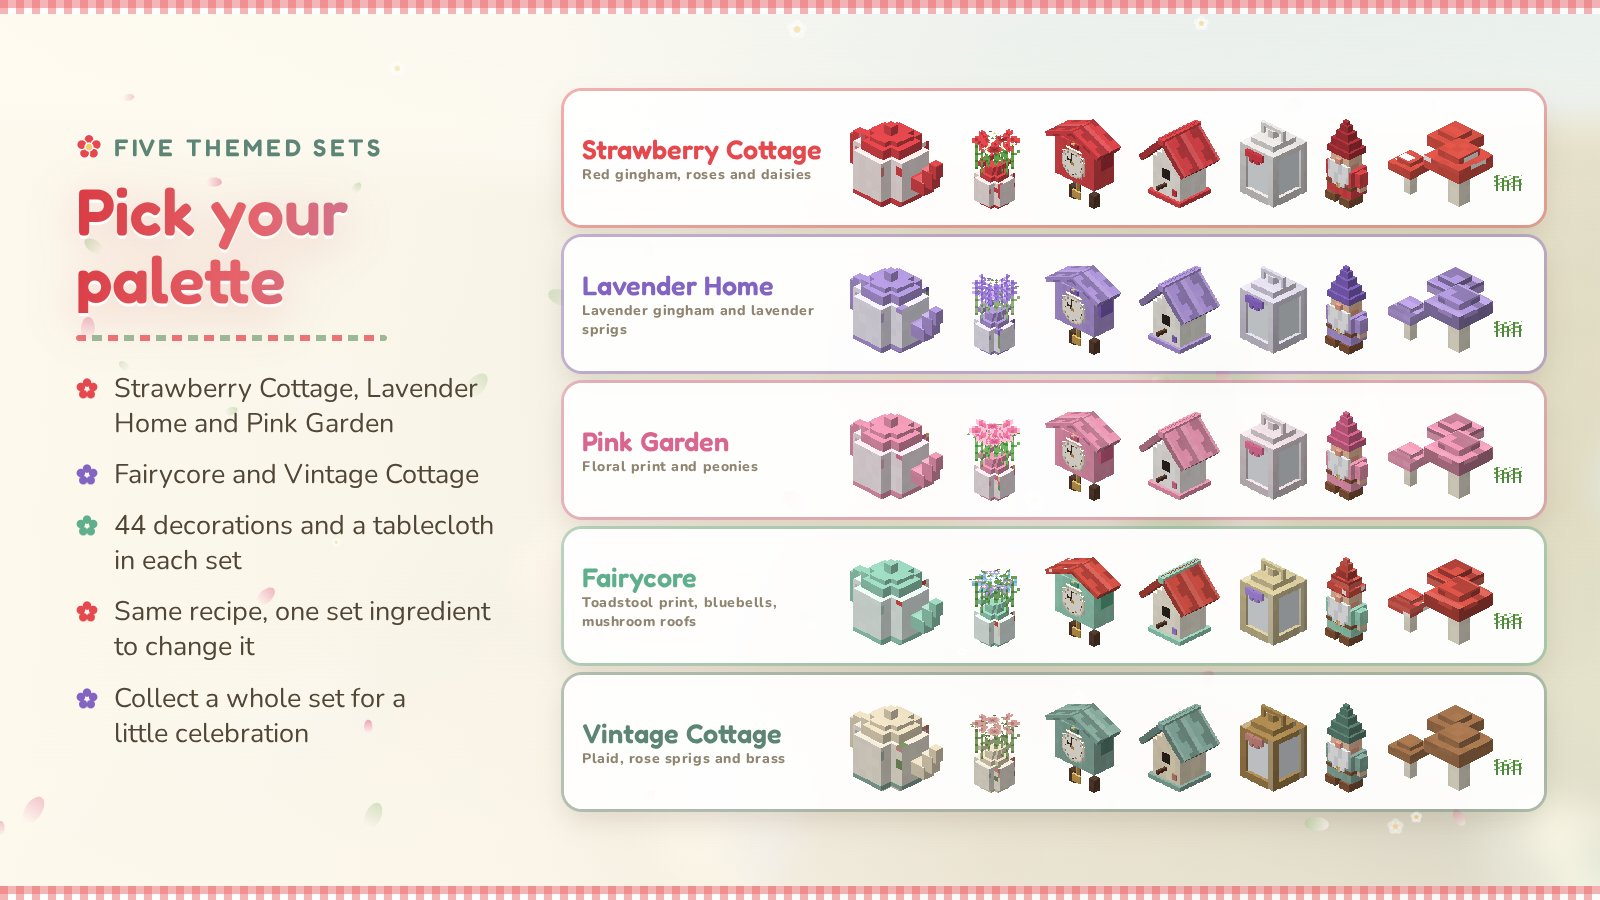 FIVE THEMED SETS
Pick your
palette
Strawberry Cottage, Lavender
Home and Pink Garden
Fairycore and Vintage Cottage
44 decorations and a tablecloth
in each set
Same recipe, one set ingredient
to change it
Collect a whole set for a
little celebration
Strawberry Cottage
Red gingham, roses and daisies
Lavender Home
Lavender gingham and lavender
sprigs
Pink Garden
Floral print and peonies
Fairycore
Toadstool print, bluebells,
mushroom roofs
Vintage Cottage
Plaid, rose sprigs and brass